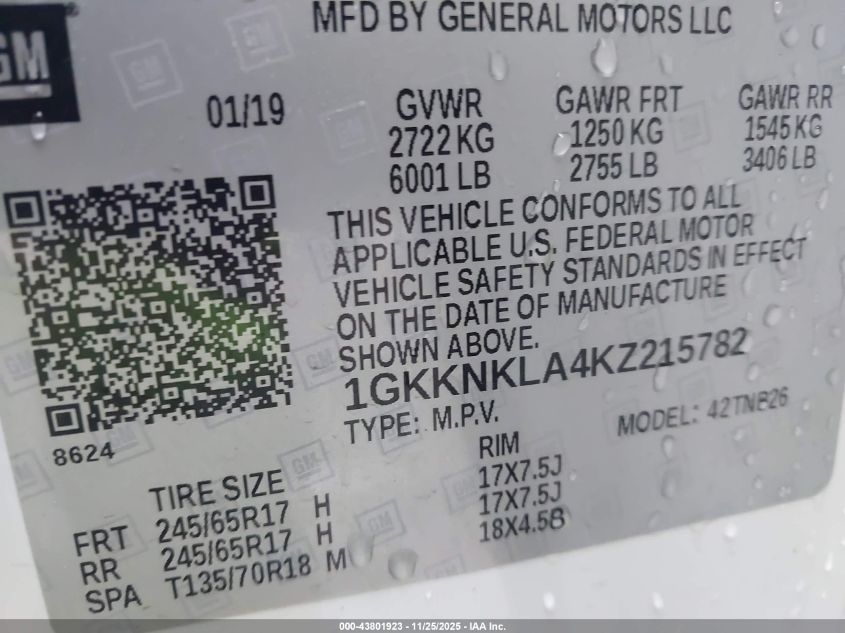 MFD BY GENERAL MOTORS LLC
GM
01/19
GVWR GAWR FRT GAWR RR
2722 KG 1250 KG 1545 KG
6001 LB 2755 LB 3406 LB
THIS VEHICLE CONFORMS TO ALL
APPLICABLE U.S. FEDERAL MOTOR
VEHICLE SAFETY STANDARDS IN EFFECT
ON THE DATE OF MANUFACTURE
SHOWN ABOVE.
1GKKNKLA4KZ215782
TYPE: M.P.V. MODEL: 42TNB26
8624
TIRE SIZE RIM
FRT 245/65R17 H 17X7.5J
RR 245/65R17 H 17X7.5J
SPA T135/70R18 M 18X4.5B
000-43801923 - 11/25/2025 - IAA Inc.